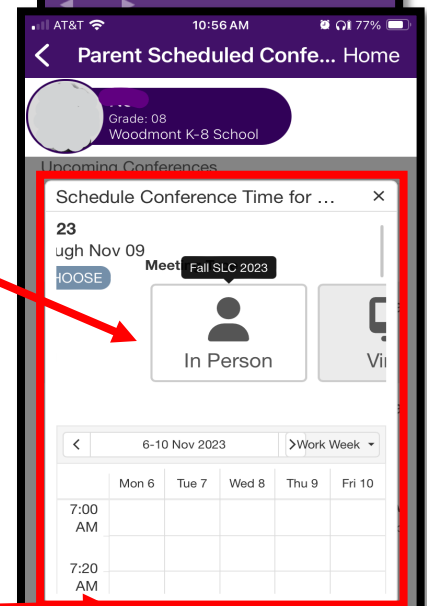 AT&T 10:56 AM 77%
Parent Scheduled Confe... Home
Grade: 08
Woodmont K-8 School
Upcoming Conferences
Schedule Conference Time for ... ×
23
ugh Nov 09
HOOSE
Fall SLC 2023
In Person
Vi
6-10 Nov 2023 Work Week
Mon 6 Tue 7 Wed 8 Thu 9 Fri 10
7:00
AM
7:20
AM